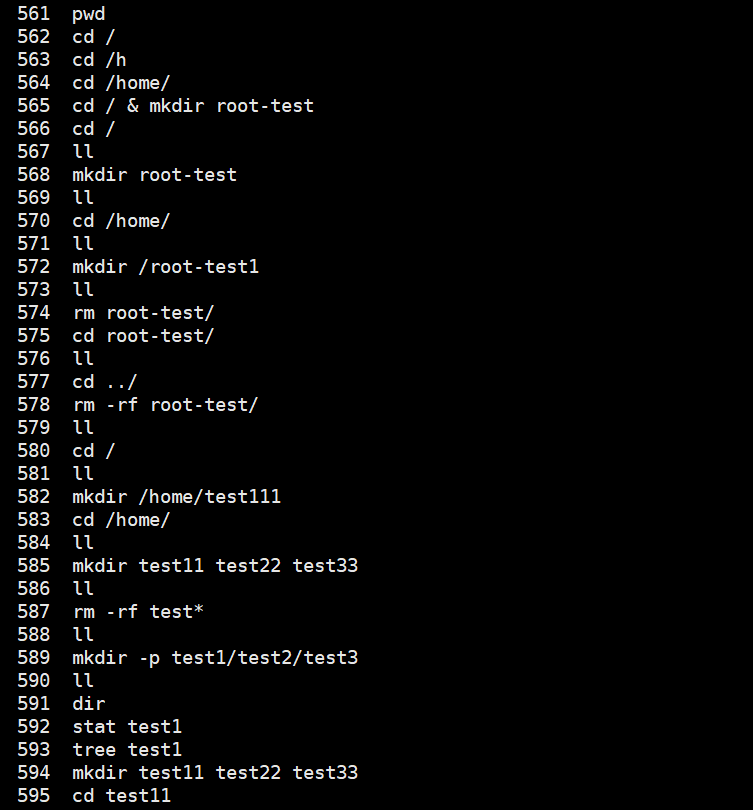 561 pwd
562 cd /
563 cd /h
564 cd /home/
565 cd / & mkdir root-test
566 cd /
567 ll
568 mkdir root-test
569 ll
570 cd /home/
571 ll
572 mkdir /root-test1
573 ll
574 rm root-test/
575 cd root-test/
576 ll
577 cd ../
578 rm -rf root-test/
579 ll
580 cd /
581 ll
582 mkdir /home/test111
583 cd /home/
584 ll
585 mkdir test11 test22 test33
586 ll
587 rm -rf test*
588 ll
589 mkdir -p test1/test2/test3
590 ll
591 dir
592 stat test1
593 tree test1
594 mkdir test11 test22 test33
595 cd test11